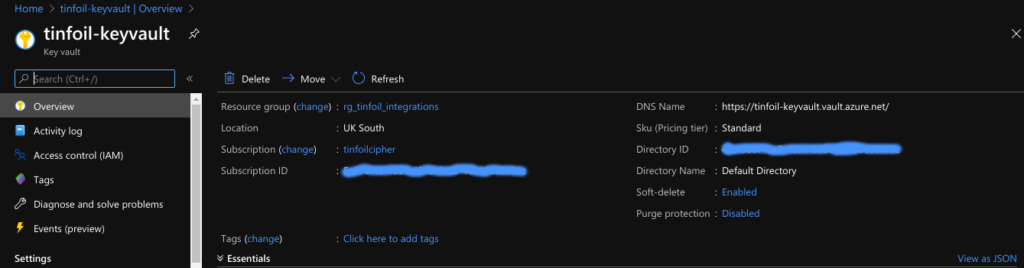 Home > tinfoil-keyvault | Overview >
tinfoil-keyvault
Key vault
Search (Ctrl+/)
«
Overview
Activity log
Access control (IAM)
Tags
Diagnose and solve problems
Events (preview)
Settings
Delete Move Refresh
Resource group (change) : rg_tinfoil_integrations
Location : UK South
Subscription (change) : tinfoilcipher
Subscription ID :
Tags (change) : Click here to add tags
DNS Name : https://tinfoil-keyvault.vault.azure.net/
Sku (Pricing tier) : Standard
Directory ID :
Directory Name : Default Directory
Soft-delete : Enabled
Purge protection : Disabled
Essentials
View as JSON